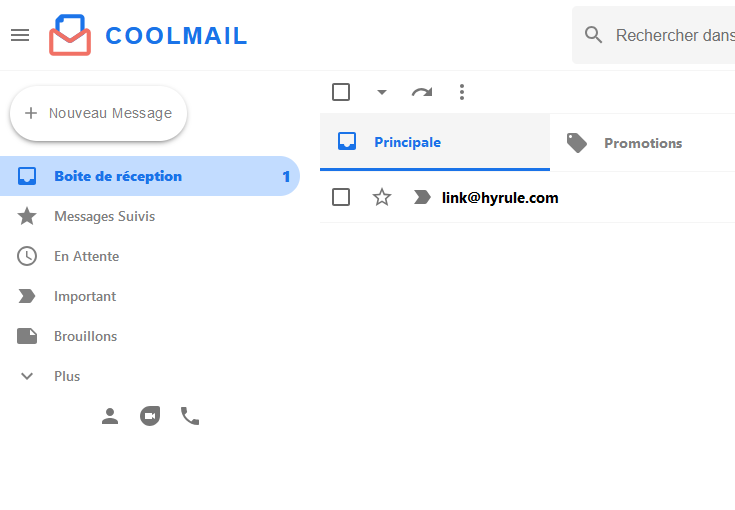 COOLMAIL
Rechercher dans
Nouveau Message
Principale
Promotions
Boite de réception 1
link@hyrule.com
Messages Suivis
En Attente
Important
Brouillons
Plus